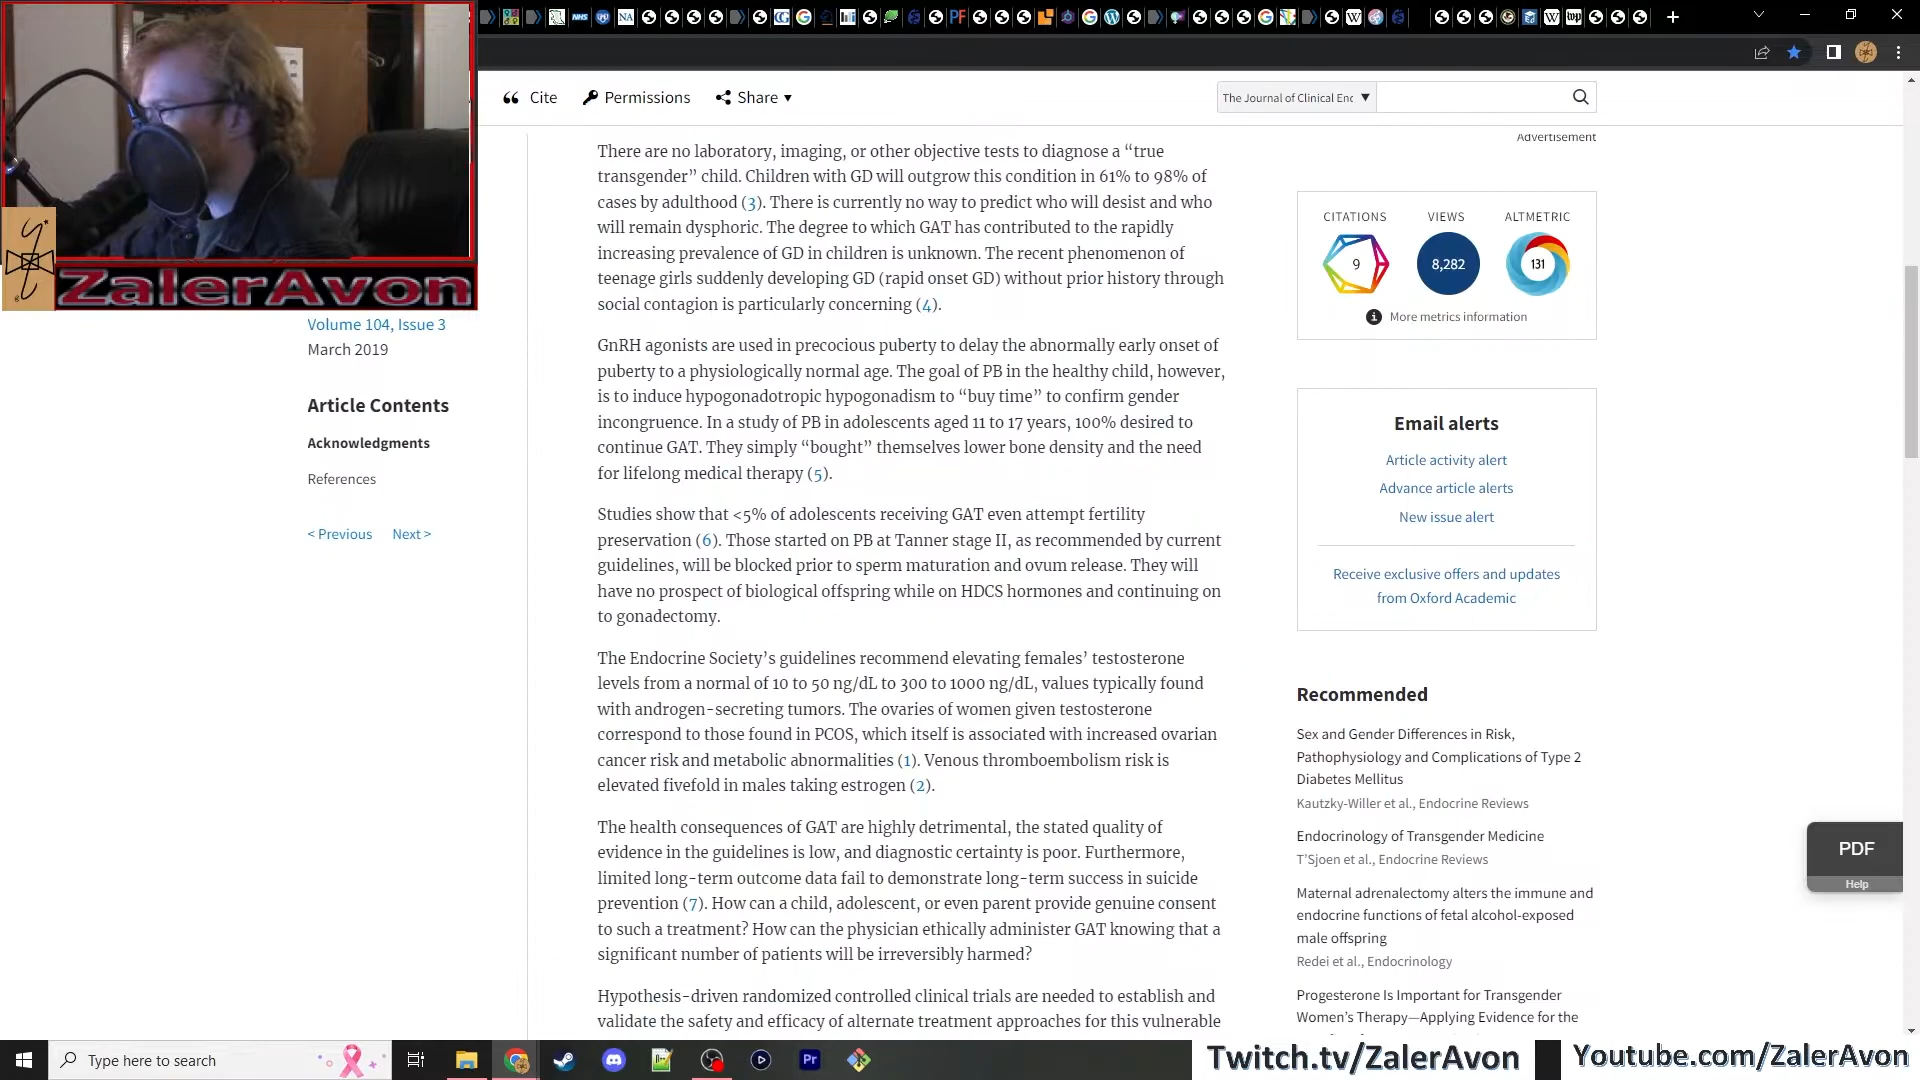 Cite
Permissions
Share ▾
The Journal of Clinical Enc
Advertisement
There are no laboratory, imaging, or other objective tests to diagnose a “true
transgender” child. Children with GD will outgrow this condition in 61% to 98% of
cases by adulthood (3). There is currently no way to predict who will desist and who
will remain dysphoric. The degree to which GAT has contributed to the rapidly
increasing prevalence of GD in children is unknown. The recent phenomenon of
teenage girls suddenly developing GD (rapid onset GD) without prior history through
social contagion is particularly concerning (4).
GnRH agonists are used in precocious puberty to delay the abnormally early onset of
puberty to a physiologically normal age. The goal of PB in the healthy child, however,
is to induce hypogonadotropic hypogonadism to “buy time” to confirm gender
incongruence. In a study of PB in adolescents aged 11 to 17 years, 100% desired to
continue GAT. They simply “bought” themselves lower bone density and the need
for lifelong medical therapy (5).
Studies show that <5% of adolescents receiving GAT even attempt fertility
preservation (6). Those started on PB at Tanner stage II, as recommended by current
guidelines, will be blocked prior to sperm maturation and ovum release. They will
have no prospect of biological offspring while on HDCS hormones and continuing on
to gonadectomy.
The Endocrine Society’s guidelines recommend elevating females’ testosterone
levels from a normal of 10 to 50 ng/dL to 300 to 1000 ng/dL, values typically found
with androgen-secreting tumors. The ovaries of women given testosterone
correspond to those found in PCOS, which itself is associated with increased ovarian
cancer risk and metabolic abnormalities (1). Venous thromboembolism risk is
elevated fivefold in males taking estrogen (2).
The health consequences of GAT are highly detrimental, the stated quality of
evidence in the guidelines is low, and diagnostic certainty is poor. Furthermore,
limited long-term outcome data fail to demonstrate long-term success in suicide
prevention (7). How can a child, adolescent, or even parent provide genuine consent
to such a treatment? How can the physician ethically administer GAT knowing that a
significant number of patients will be irreversibly harmed?
Hypothesis-driven randomized controlled clinical trials are needed to establish and
validate the safety and efficacy of alternate treatment approaches for this vulnerable
ZalerAvon
Volume 104, Issue 3
March 2019
Article Contents
Acknowledgments
References
< Previous Next >
CITATIONS VIEWS ALTMETRIC
9 8,282 131
More metrics information
Email alerts
Article activity alert
Advance article alerts
New issue alert
Receive exclusive offers and updates
from Oxford Academic
Recommended
Sex and Gender Differences in Risk,
Pathophysiology and Complications of Type 2
Diabetes Mellitus
Kautzky-Willer et al., Endocrine Reviews
Endocrinology of Transgender Medicine
T’Sjoen et al., Endocrine Reviews
Maternal adrenalectomy alters the immune and
endocrine functions of fetal alcohol-exposed
male offspring
Redei et al., Endocrinology
Progesterone Is Important for Transgender
Women’s Therapy—Applying Evidence for the
PDF
Help
Type here to search
Twitch.tv/ZalerAvon
Youtube.com/ZalerAvon